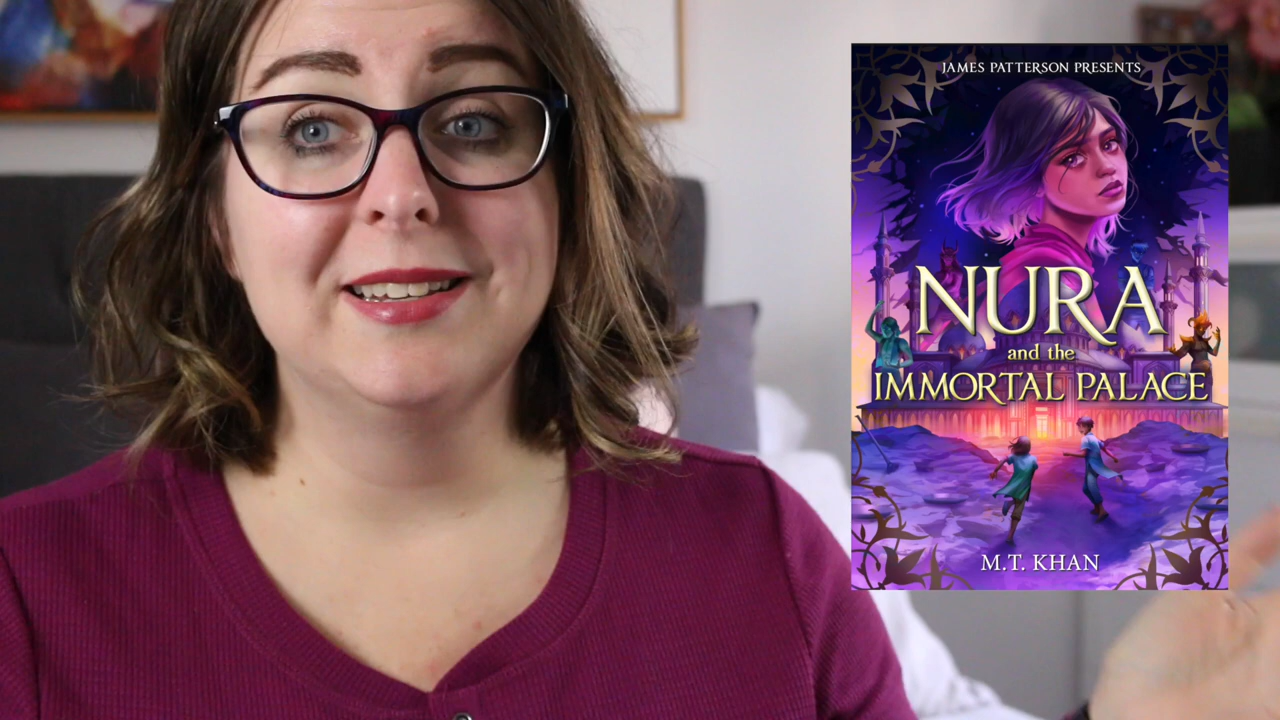 JAMES PATTERSON PRESENTS
NURA
and the
IMMORTAL PALACE
M.T. KHAN